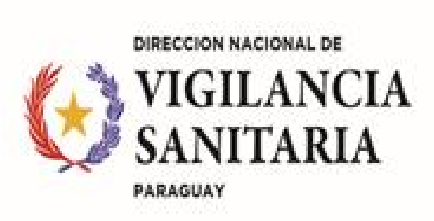 DIRECCION NACIONAL DE
VIGILANCIA
SANITARIA
PARAGUAY